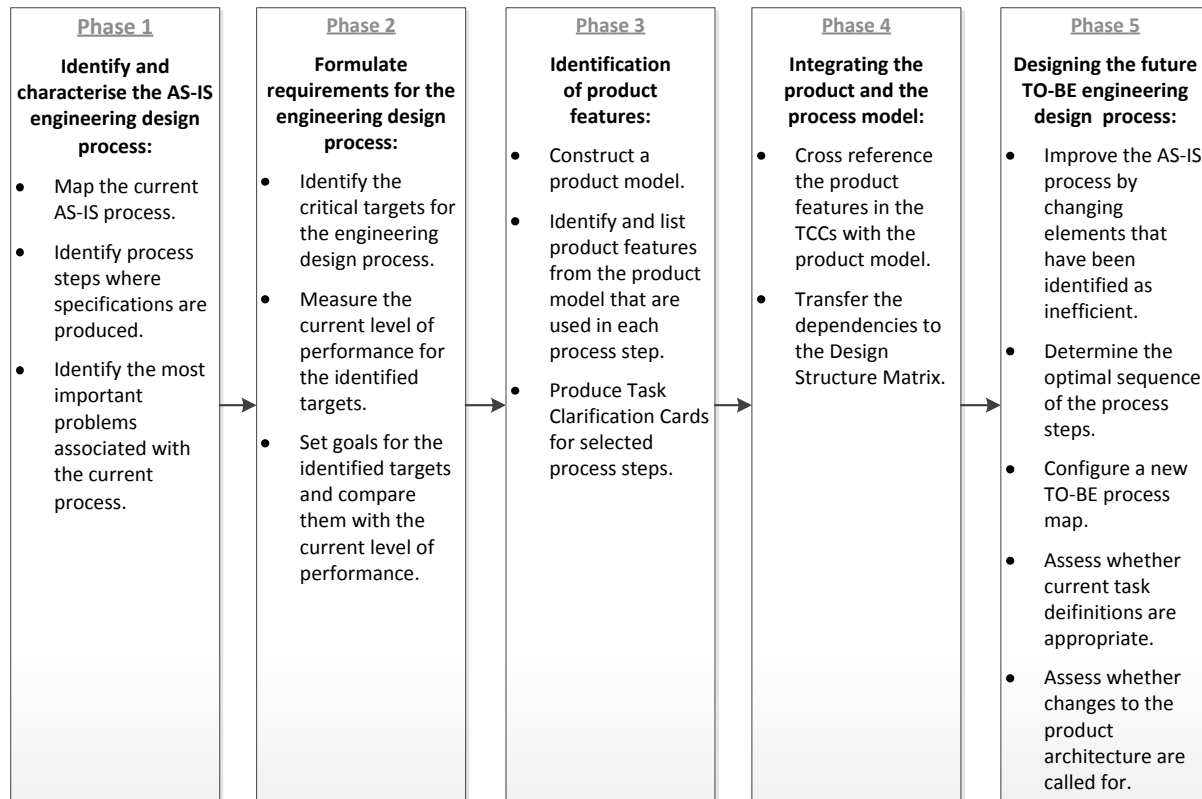 Phase 1
Identify and
characterise the AS-IS
engineering design
process:
• Map the current
AS-IS process.
• Identify process
steps where
specifications are
produced.
• Identify the most
important
problems
associated with
the current
process.
Phase 2
Formulate
requirements for the
engineering design
process:
• Identify the
critical targets for
the engineering
design process.
• Measure the
current level of
performance for
the identified
targets.
• Set goals for the
identified targets
and compare
them with the
current level of
performance.
Phase 3
Identification
of product
features:
• Construct a
product model.
• Identify and list
product features
from the product
model that are
used in each
process step.
• Produce Task
Clarification Cards
for selected
process steps.
Phase 4
Integrating the
product and the
process model:
• Cross reference
the product
features in the
TCCs with the
product model.
• Transfer the
dependencies to
the Design
Structure Matrix.
Phase 5
Designing the future
TO-BE engineering
design process:
• Improve the AS-IS
process by
changing
elements that
have been
identified as
inefficient.
• Determine the
optimal sequence
of the process
steps.
• Configure a new
TO-BE process
map.
• Assess whether
current task
deifinitions are
appropriate.
• Assess whether
changes to the
product
architecture are
called for.